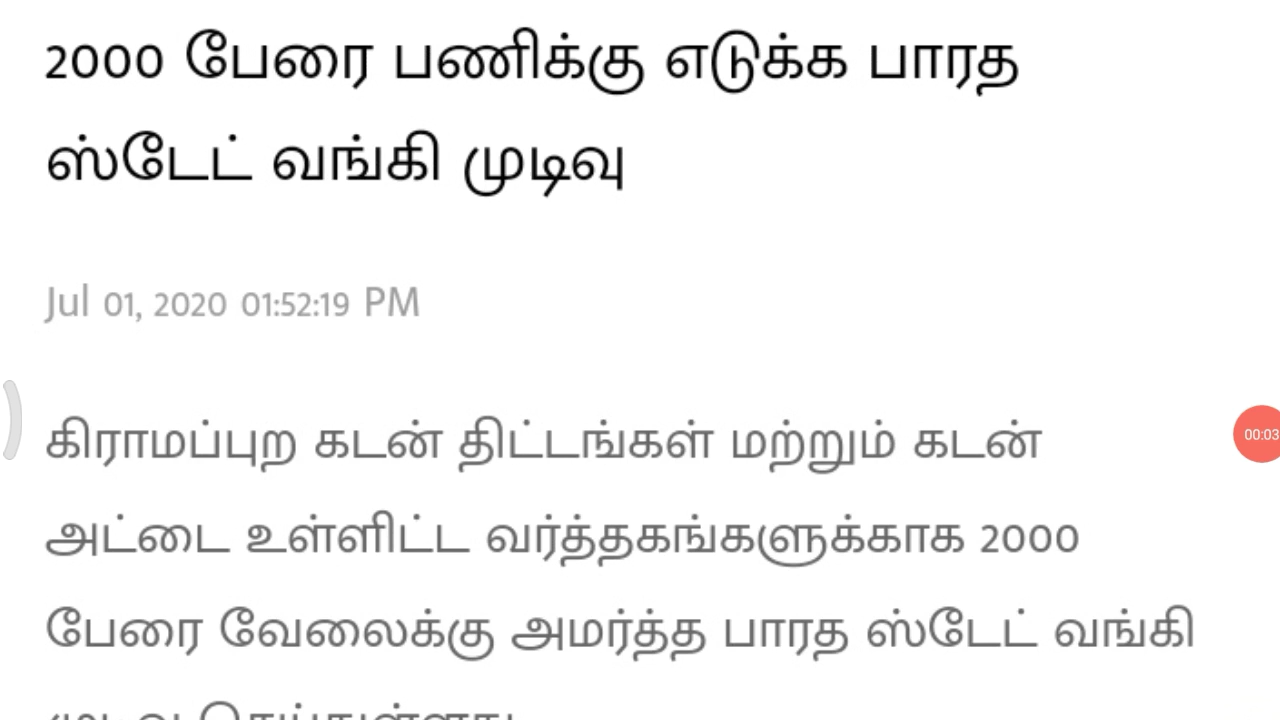 2000 பேரை பணிக்கு எடுக்க பாரத
ஸ்டேட் வங்கி முடிவு
Jul 01, 2020 01:52:19 PM
கிராமப்புற கடன் திட்டங்கள் மற்றும் கடன்
00:03
அட்டை உள்ளிட்ட வர்த்தகங்களுக்காக 2000
பேரை வேலைக்கு அமர்த்த பாரத ஸ்டேட் வங்கி